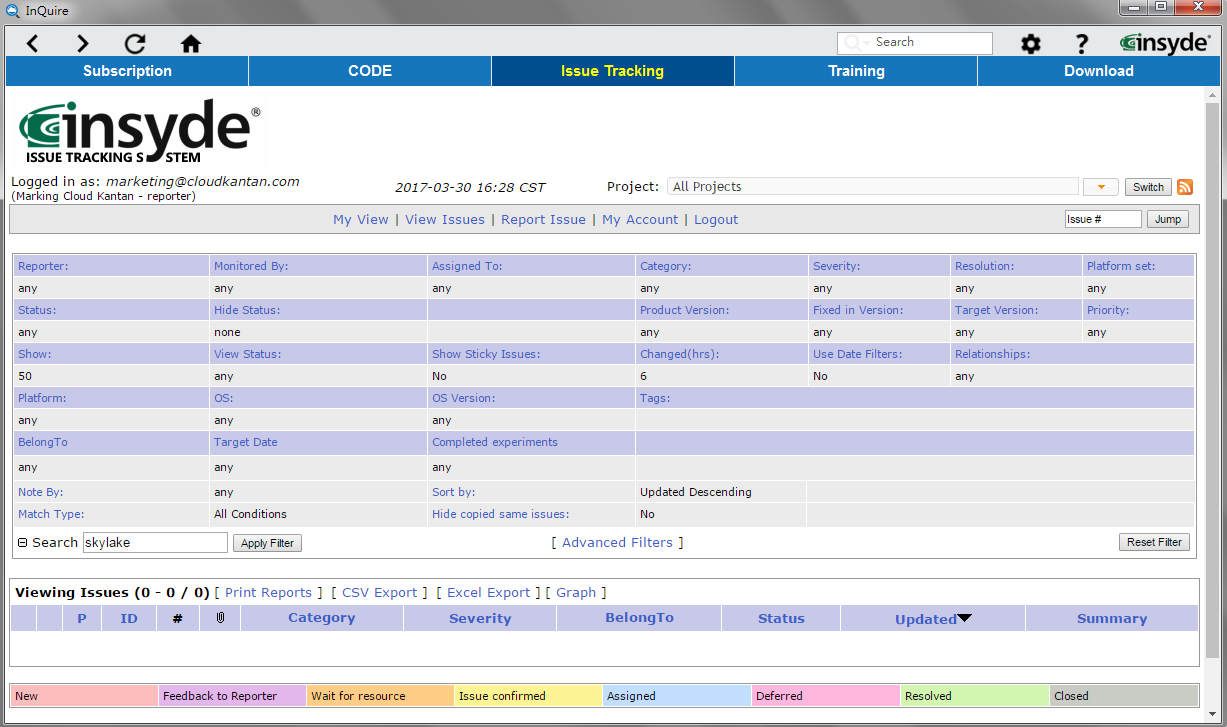 InQuire
Search
insyde®
Subscription CODE Issue Tracking Training Download
insyde®
ISSUE TRACKING SYSTEM
Logged in as: marketing@cloudkantan.com
(Marking Cloud Kantan - reporter)
2017-03-30 16:28 CST
Project: All Projects Switch
My View | View Issues | Report Issue | My Account | Logout
Issue # Jump
Reporter: Monitored By: Assigned To: Category: Severity: Resolution: Platform set:
any any any any any any any
Status: Hide Status: Product Version: Fixed in Version: Target Version: Priority:
any none any any any any
Show: View Status: Show Sticky Issues: Changed(hrs): Use Date Filters: Relationships:
50 any No 6 No any
Platform: OS: OS Version: Tags:
any any any
BelongTo Target Date Completed experiments
any any any
Note By: any Sort by: Updated Descending
Match Type: All Conditions Hide copied same issues: No
Search skylake Apply Filter [ Advanced Filters ] Reset Filter
Viewing Issues (0 - 0 / 0) [ Print Reports ] [ CSV Export ] [ Excel Export ] [ Graph ]
P ID # Category Severity BelongTo Status Updated Summary
New Feedback to Reporter Wait for resource Issue confirmed Assigned Deferred Resolved Closed